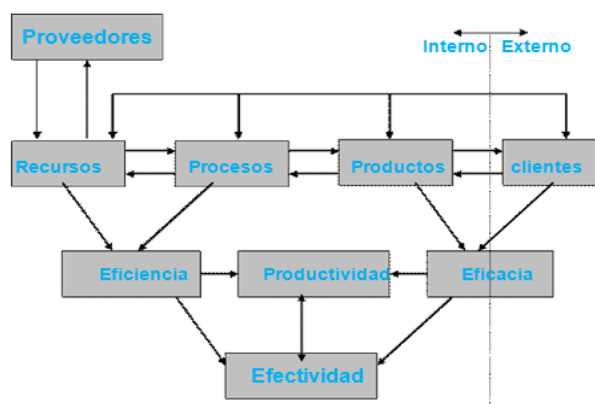 Proveedores
Interno Externo
Recursos Procesos Productos clientes
Eficiencia Productividad Eficacia
Efectividad